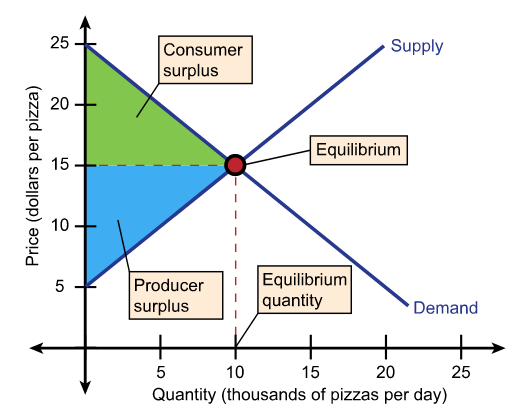 Price (dollars per pizza)
25
20
15
10
5
Consumer
surplus
Supply
Equilibrium
Producer
surplus
Equilibrium
quantity
Demand
5
10
15
20
25
Quantity (thousands of pizzas per day)